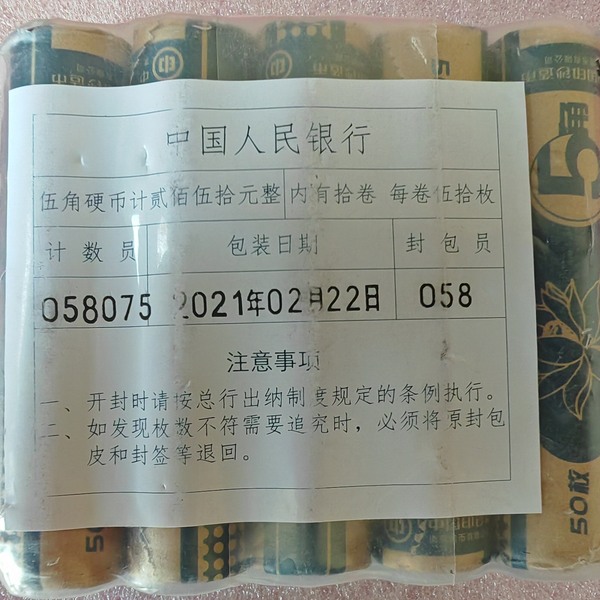 中国人民银行
伍角硬币计贰佰伍拾元整 内有拾卷 每卷伍拾枚
计数员 包装日期 封包员
058075 2021年02月22日 058
注意事项
一、开封时请按总行出纳制度规定的条例执行。
二、如发现枚数不符需要追究时，必须将原封包
皮和封签等退回。
5角
50枚